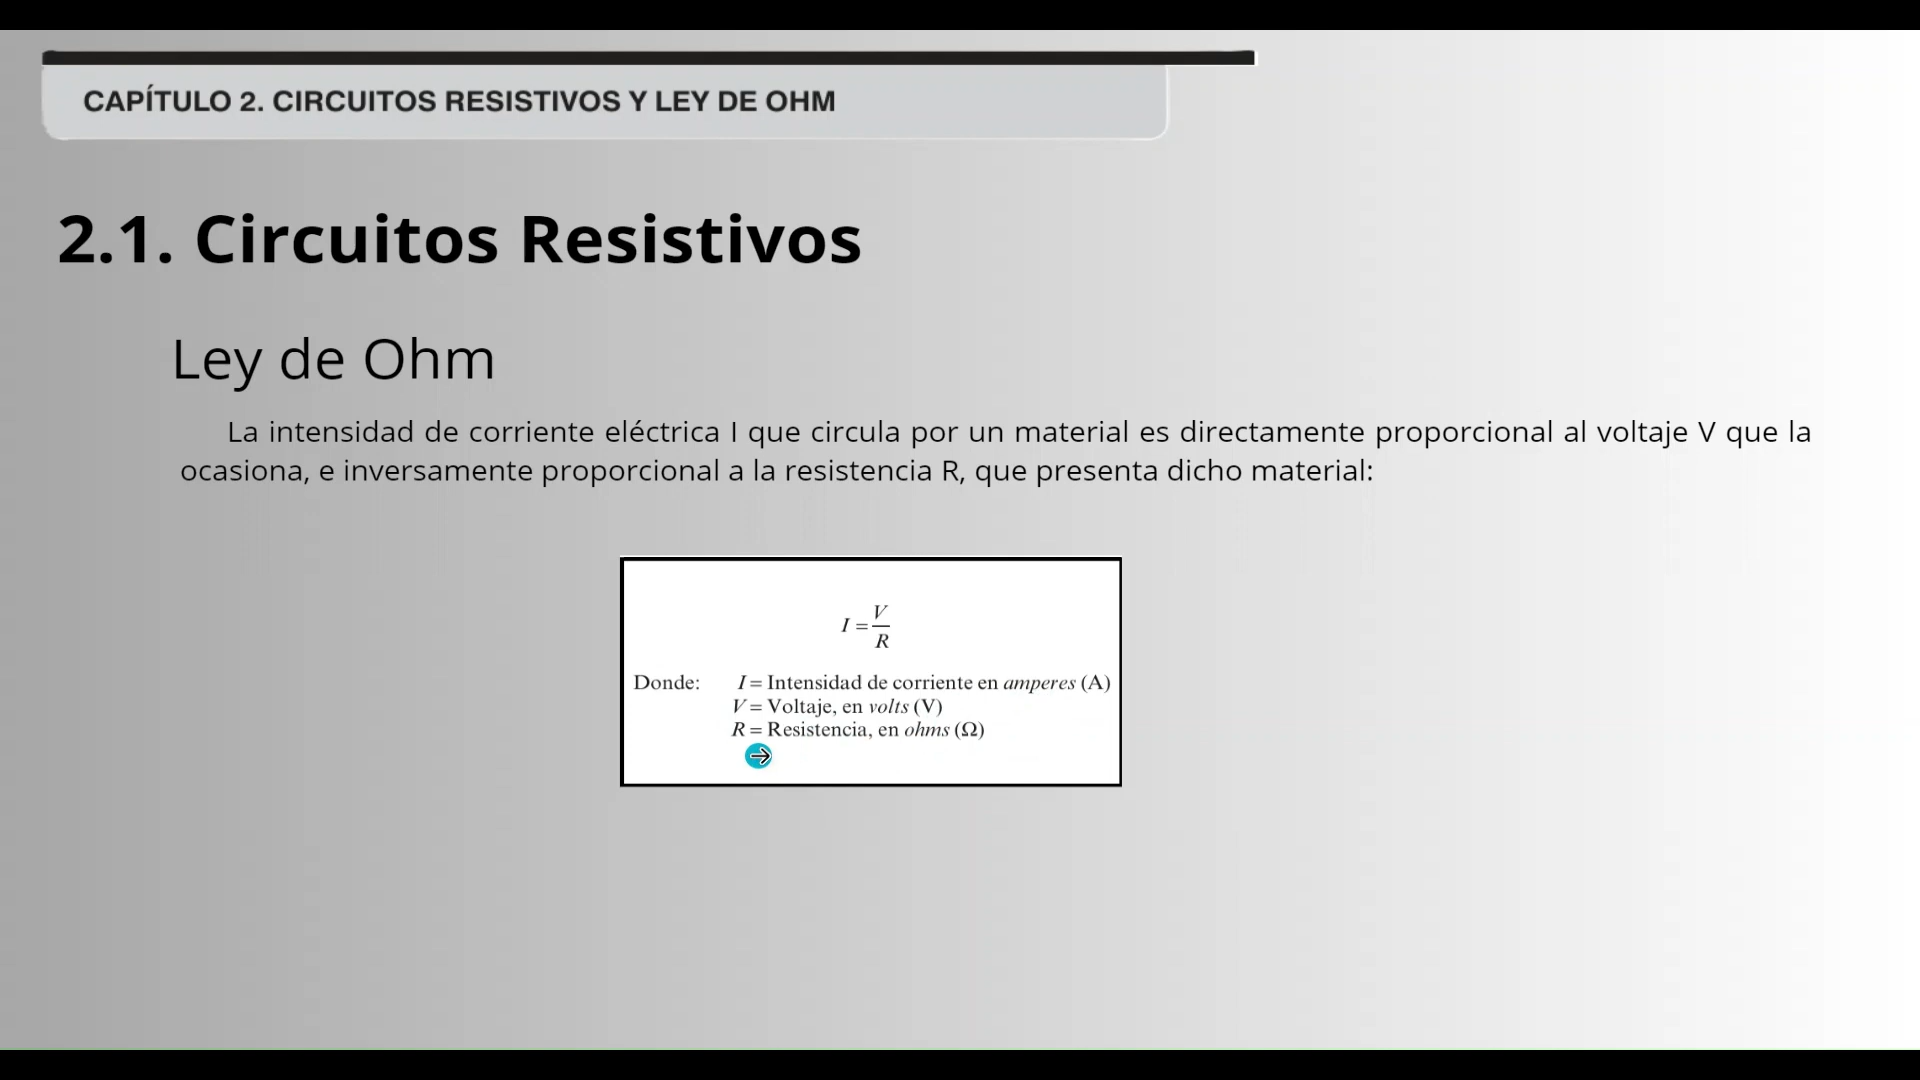 CAPÍTULO 2. CIRCUITOS RESISTIVOS Y LEY DE OHM
2.1. Circuitos Resistivos
Ley de Ohm
La intensidad de corriente eléctrica I que circula por un material es directamente proporcional al voltaje V que la
ocasiona, e inversamente proporcional a la resistencia R, que presenta dicho material:
I = V/R
Donde: I = Intensidad de corriente en amperes (A)
V = Voltaje, en volts (V)
R = Resistencia, en ohms (Ω)